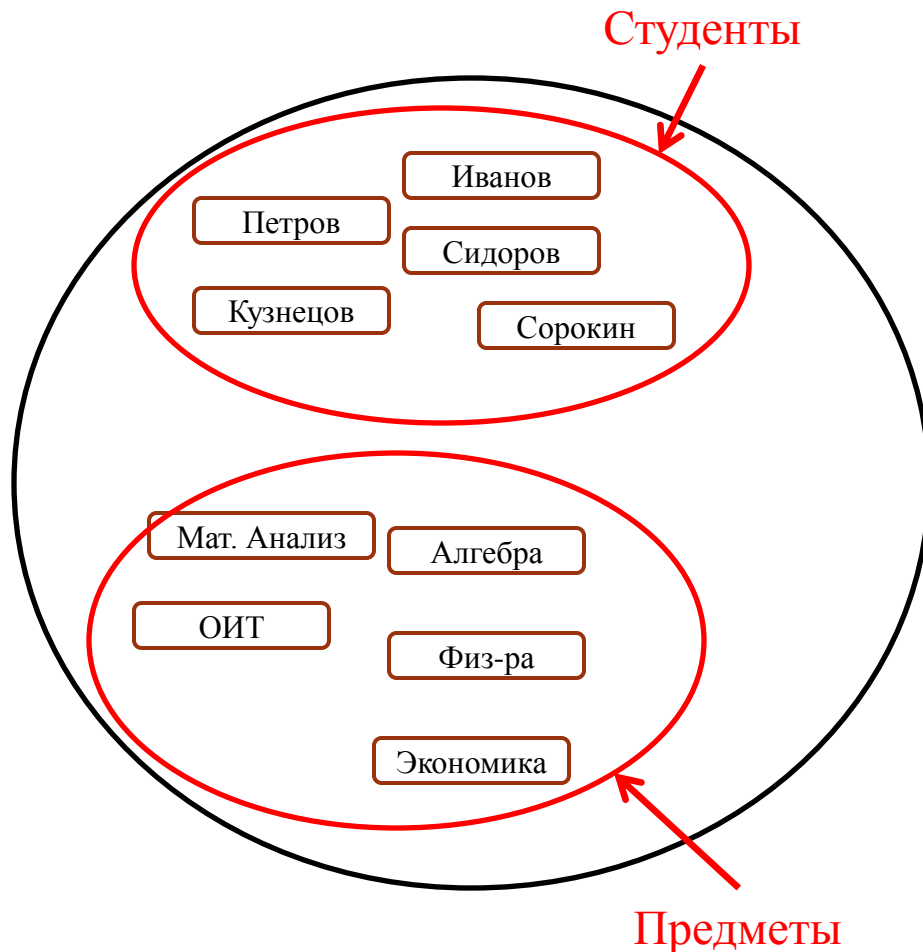 Студенты
Иванов
Петров
Сидоров
Кузнецов
Сорокин
Мат. Анализ
Алгебра
ОИТ
Физ-ра
Экономика
Предметы